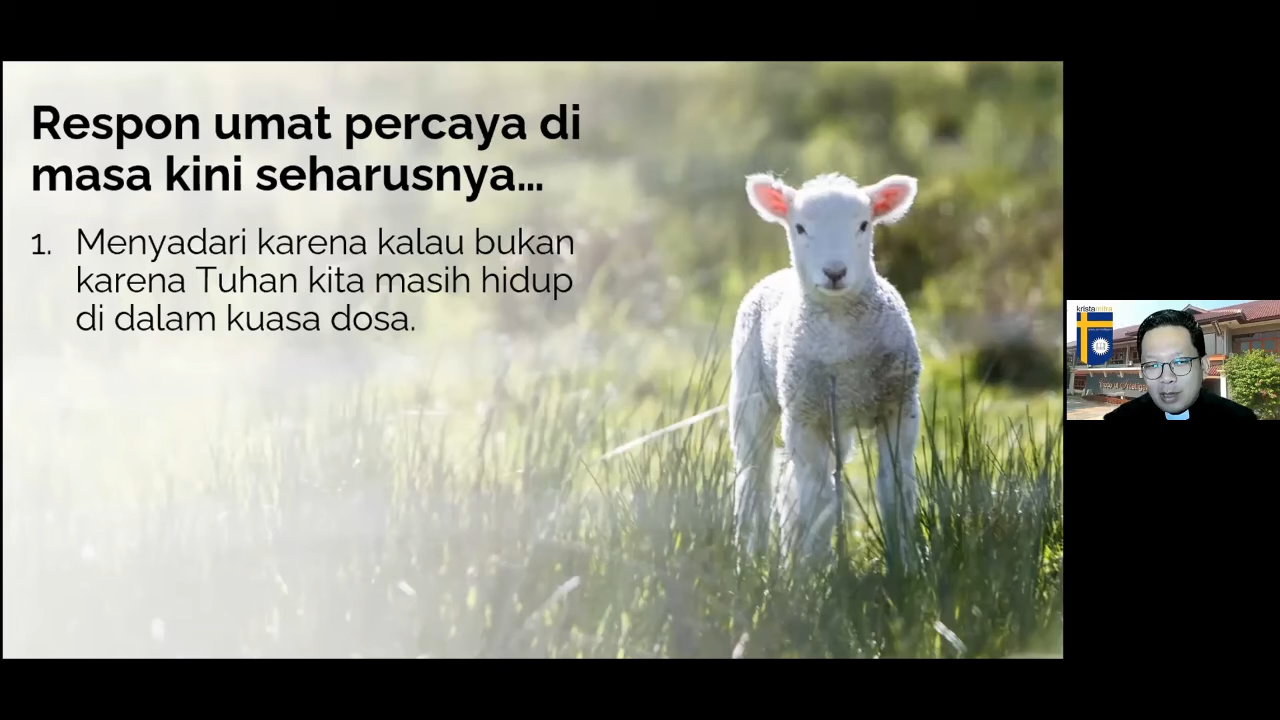 Respon umat percaya di
masa kini seharusnya...
1. Menyadari karena kalau bukan
karena Tuhan kita masih hidup
di dalam kuasa dosa.
kristamitra